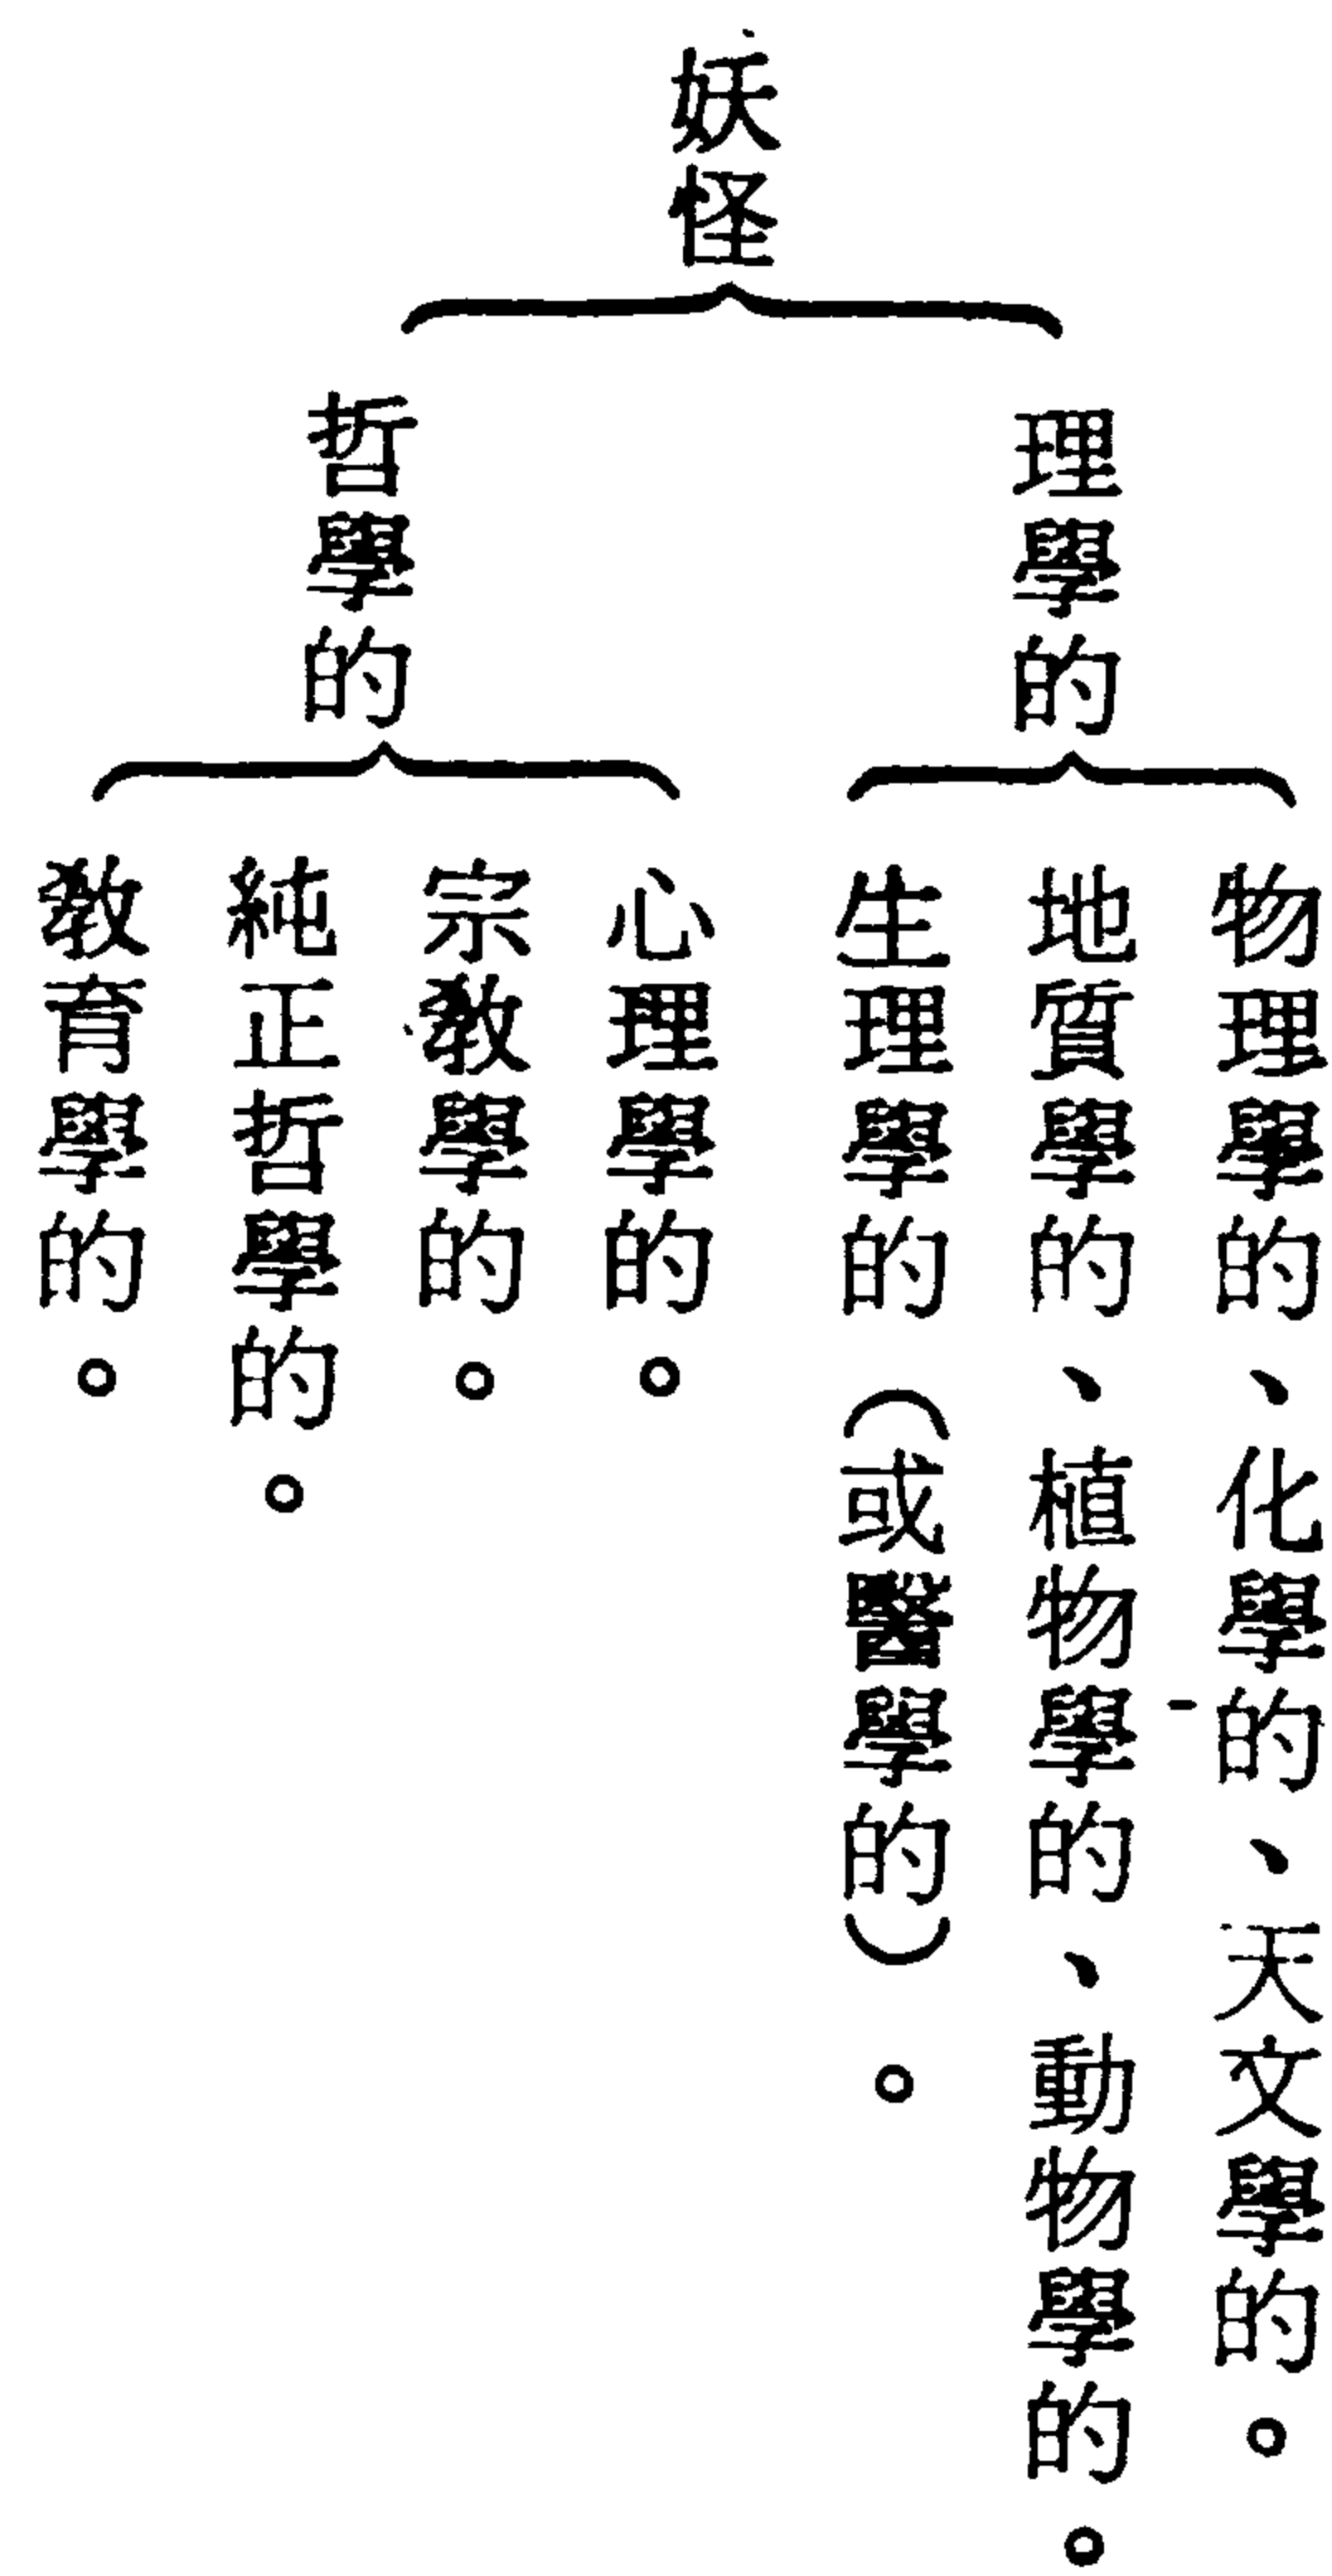 妖怪
理學的
物理學的、化學的、天文學的。
地質學的、植物學的、動物學的。
生理學的（或醫學的）。
哲學的
心理學的。
宗敎學的。
純正哲學的。
敎育學的。